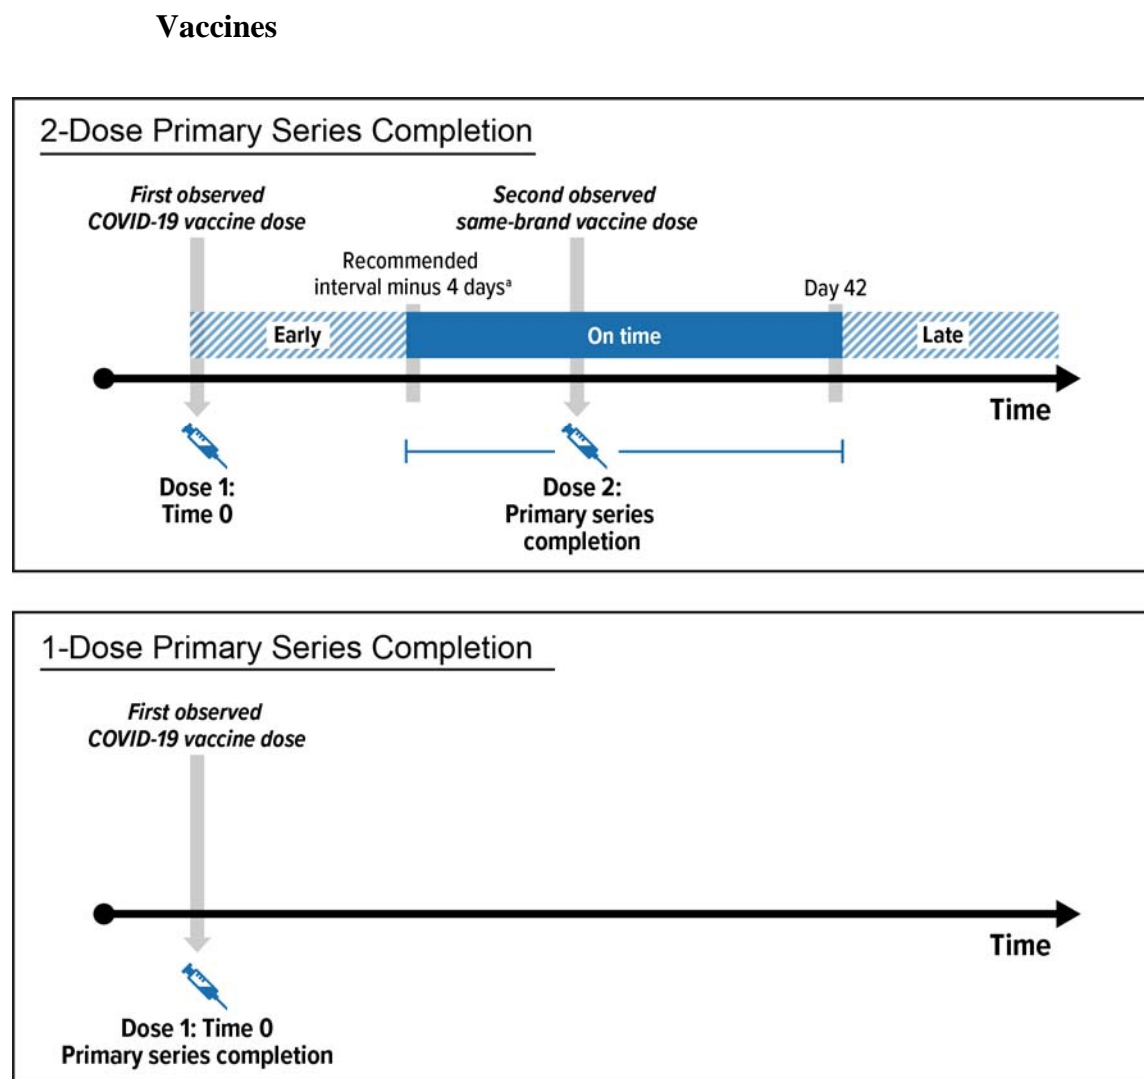 Vaccines
2-Dose Primary Series Completion
First observed
COVID-19 vaccine dose
Second observed
same-brand vaccine dose
Recommended
interval minus 4 daysª
Day 42
Early
On time
Late
Time
Dose 1:
Time 0
Dose 2:
Primary series
completion
1-Dose Primary Series Completion
First observed
COVID-19 vaccine dose
Time
Dose 1: Time 0
Primary series completion